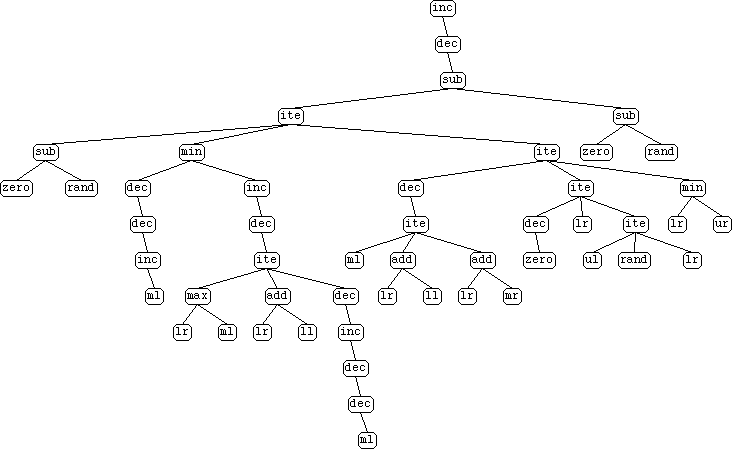 inc
dec
sub
ite sub
sub min ite zero rand
zero rand dec inc dec ite min
dec dec ite dec lr ite lr ur
inc ite ml add add zero ul rand lr
ml max add dec lr ll lr mr
lr ml lr ll inc
dec
dec
ml